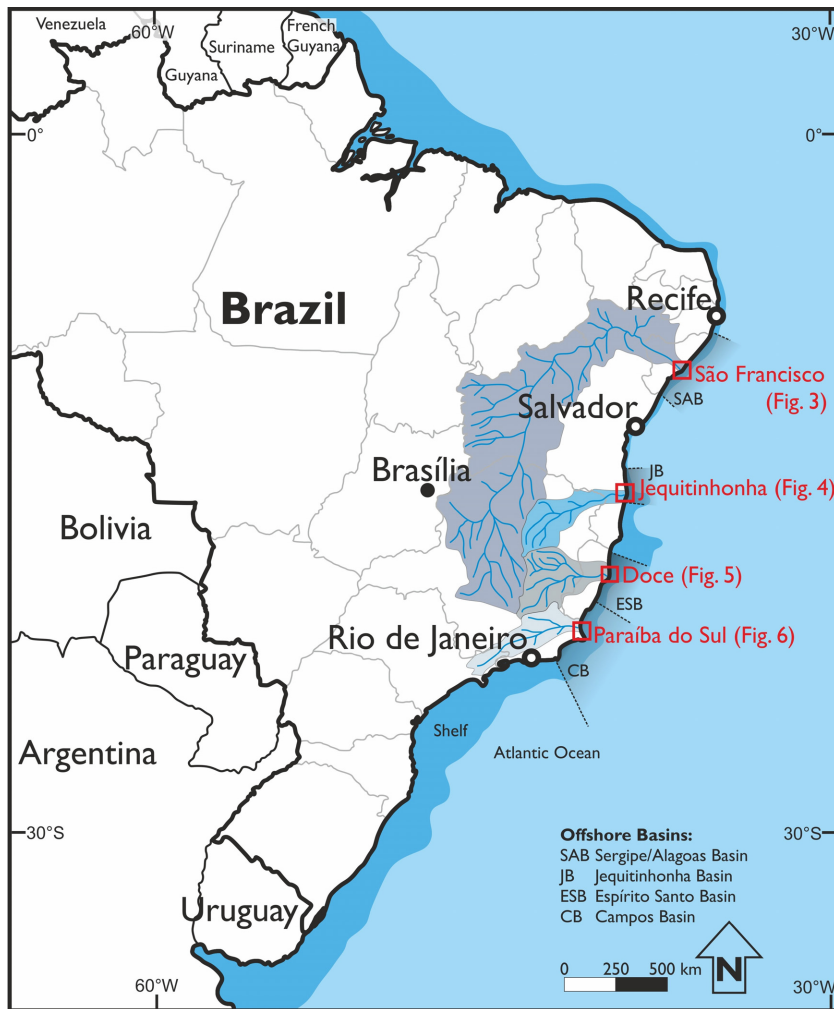 Venezuela
60°W
French
Guyana
30°W
Suriname
Guyana
0°
0°
Brazil
Recife
São Francisco
(Fig. 3)
SAB
Salvador
JB
Brasília
Jequitinhonha (Fig. 4)
Bolivia
Doce (Fig. 5)
ESB
Rio de Janeiro
Paraíba do Sul (Fig. 6)
Paraguay
CB
Shelf
Argentina
Atlantic Ocean
30°S
30°S
Offshore Basins:
SAB Sergipe/Alagoas Basin
JB Jequitinhonha Basin
ESB Espírito Santo Basin
CB Campos Basin
Uruguay
N
0 250 500 km
60°W
30°W